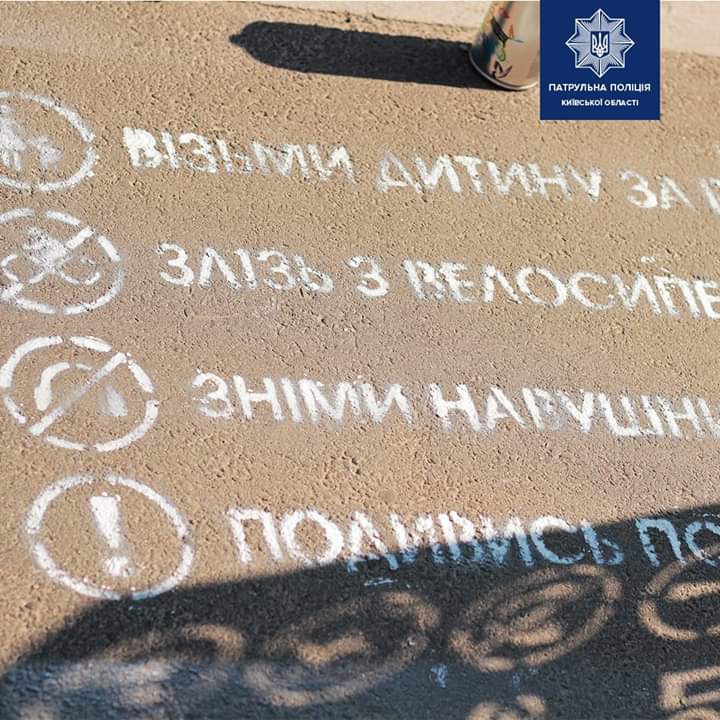 ПАТРУЛЬНА ПОЛІЦІЯ
КИЇВСЬКОЇ ОБЛАСТІ
ВІЗЬМИ ДИТИНУ ЗА
ЗЛІЗЬ З ВЕЛОСИПЕ
ЗНІМИ НАВУШНИ
! ПОДИВИСЬ ПО